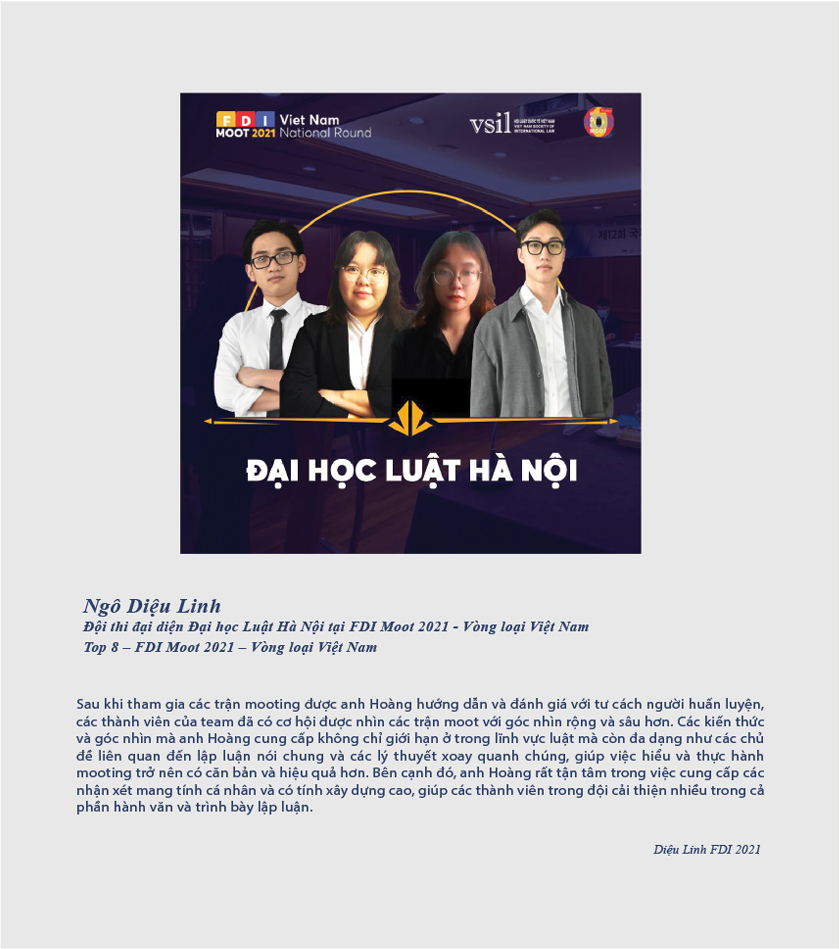 FDI Viet Nam
MOOT 2021 National Round
vsil HỘI LUẬT QUỐC TẾ VIỆT NAM
VIET NAM SOCIETY OF
INTERNATIONAL LAW
MOOT
제12회 국
ĐẠI HỌC LUẬT HÀ NỘI
Ngô Diệu Linh
Đội thi đại diện Đại học Luật Hà Nội tại FDI Moot 2021 - Vòng loại Việt Nam
Top 8 – FDI Moot 2021 – Vòng loại Việt Nam
Sau khi tham gia các trận mooting được anh Hoàng hướng dẫn và đánh giá với tư cách người huấn luyện,
các thành viên của team đã có cơ hội được nhìn các trận moot với góc nhìn rộng và sâu hơn. Các kiến thức
và góc nhìn mà anh Hoàng cung cấp không chỉ giới hạn ở trong lĩnh vực luật mà còn đa dạng như các chủ
đề liên quan đến lập luận nói chung và các lý thuyết xoay quanh chúng, giúp việc hiểu và thực hành
mooting trở nên có căn bản và hiệu quả hơn. Bên cạnh đó, anh Hoàng rất tận tâm trong việc cung cấp các
nhận xét mang tính cá nhân và có tính xây dựng cao, giúp các thành viên trong đội cải thiện nhiều trong cả
phần hành văn và trình bày lập luận.
Diệu Linh FDI 2021